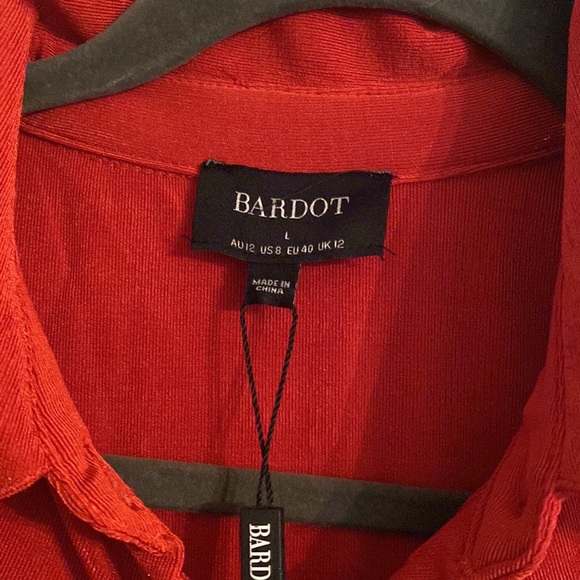 BARDOT
L
AU12 US8 EU40 UK12
MADE IN
CHINA
BARD